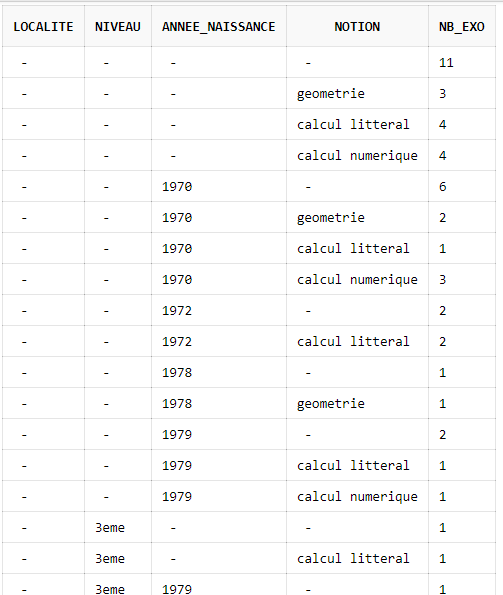 LOCALITE NIVEAU ANNEE_NAISSANCE NOTION NB_EXO
- - - - 11
- - - geometrie 3
- - - calcul litteral 4
- - - calcul numerique 4
- - 1970 - 6
- - 1970 geometrie 2
- - 1970 calcul litteral 1
- - 1970 calcul numerique 3
- - 1972 - 2
- - 1972 calcul litteral 2
- - 1978 - 1
- - 1978 geometrie 1
- - 1979 - 2
- - 1979 calcul litteral 1
- - 1979 calcul numerique 1
- 3eme - - 1
- 3eme - calcul litteral 1
- 3eme 1979 - 1